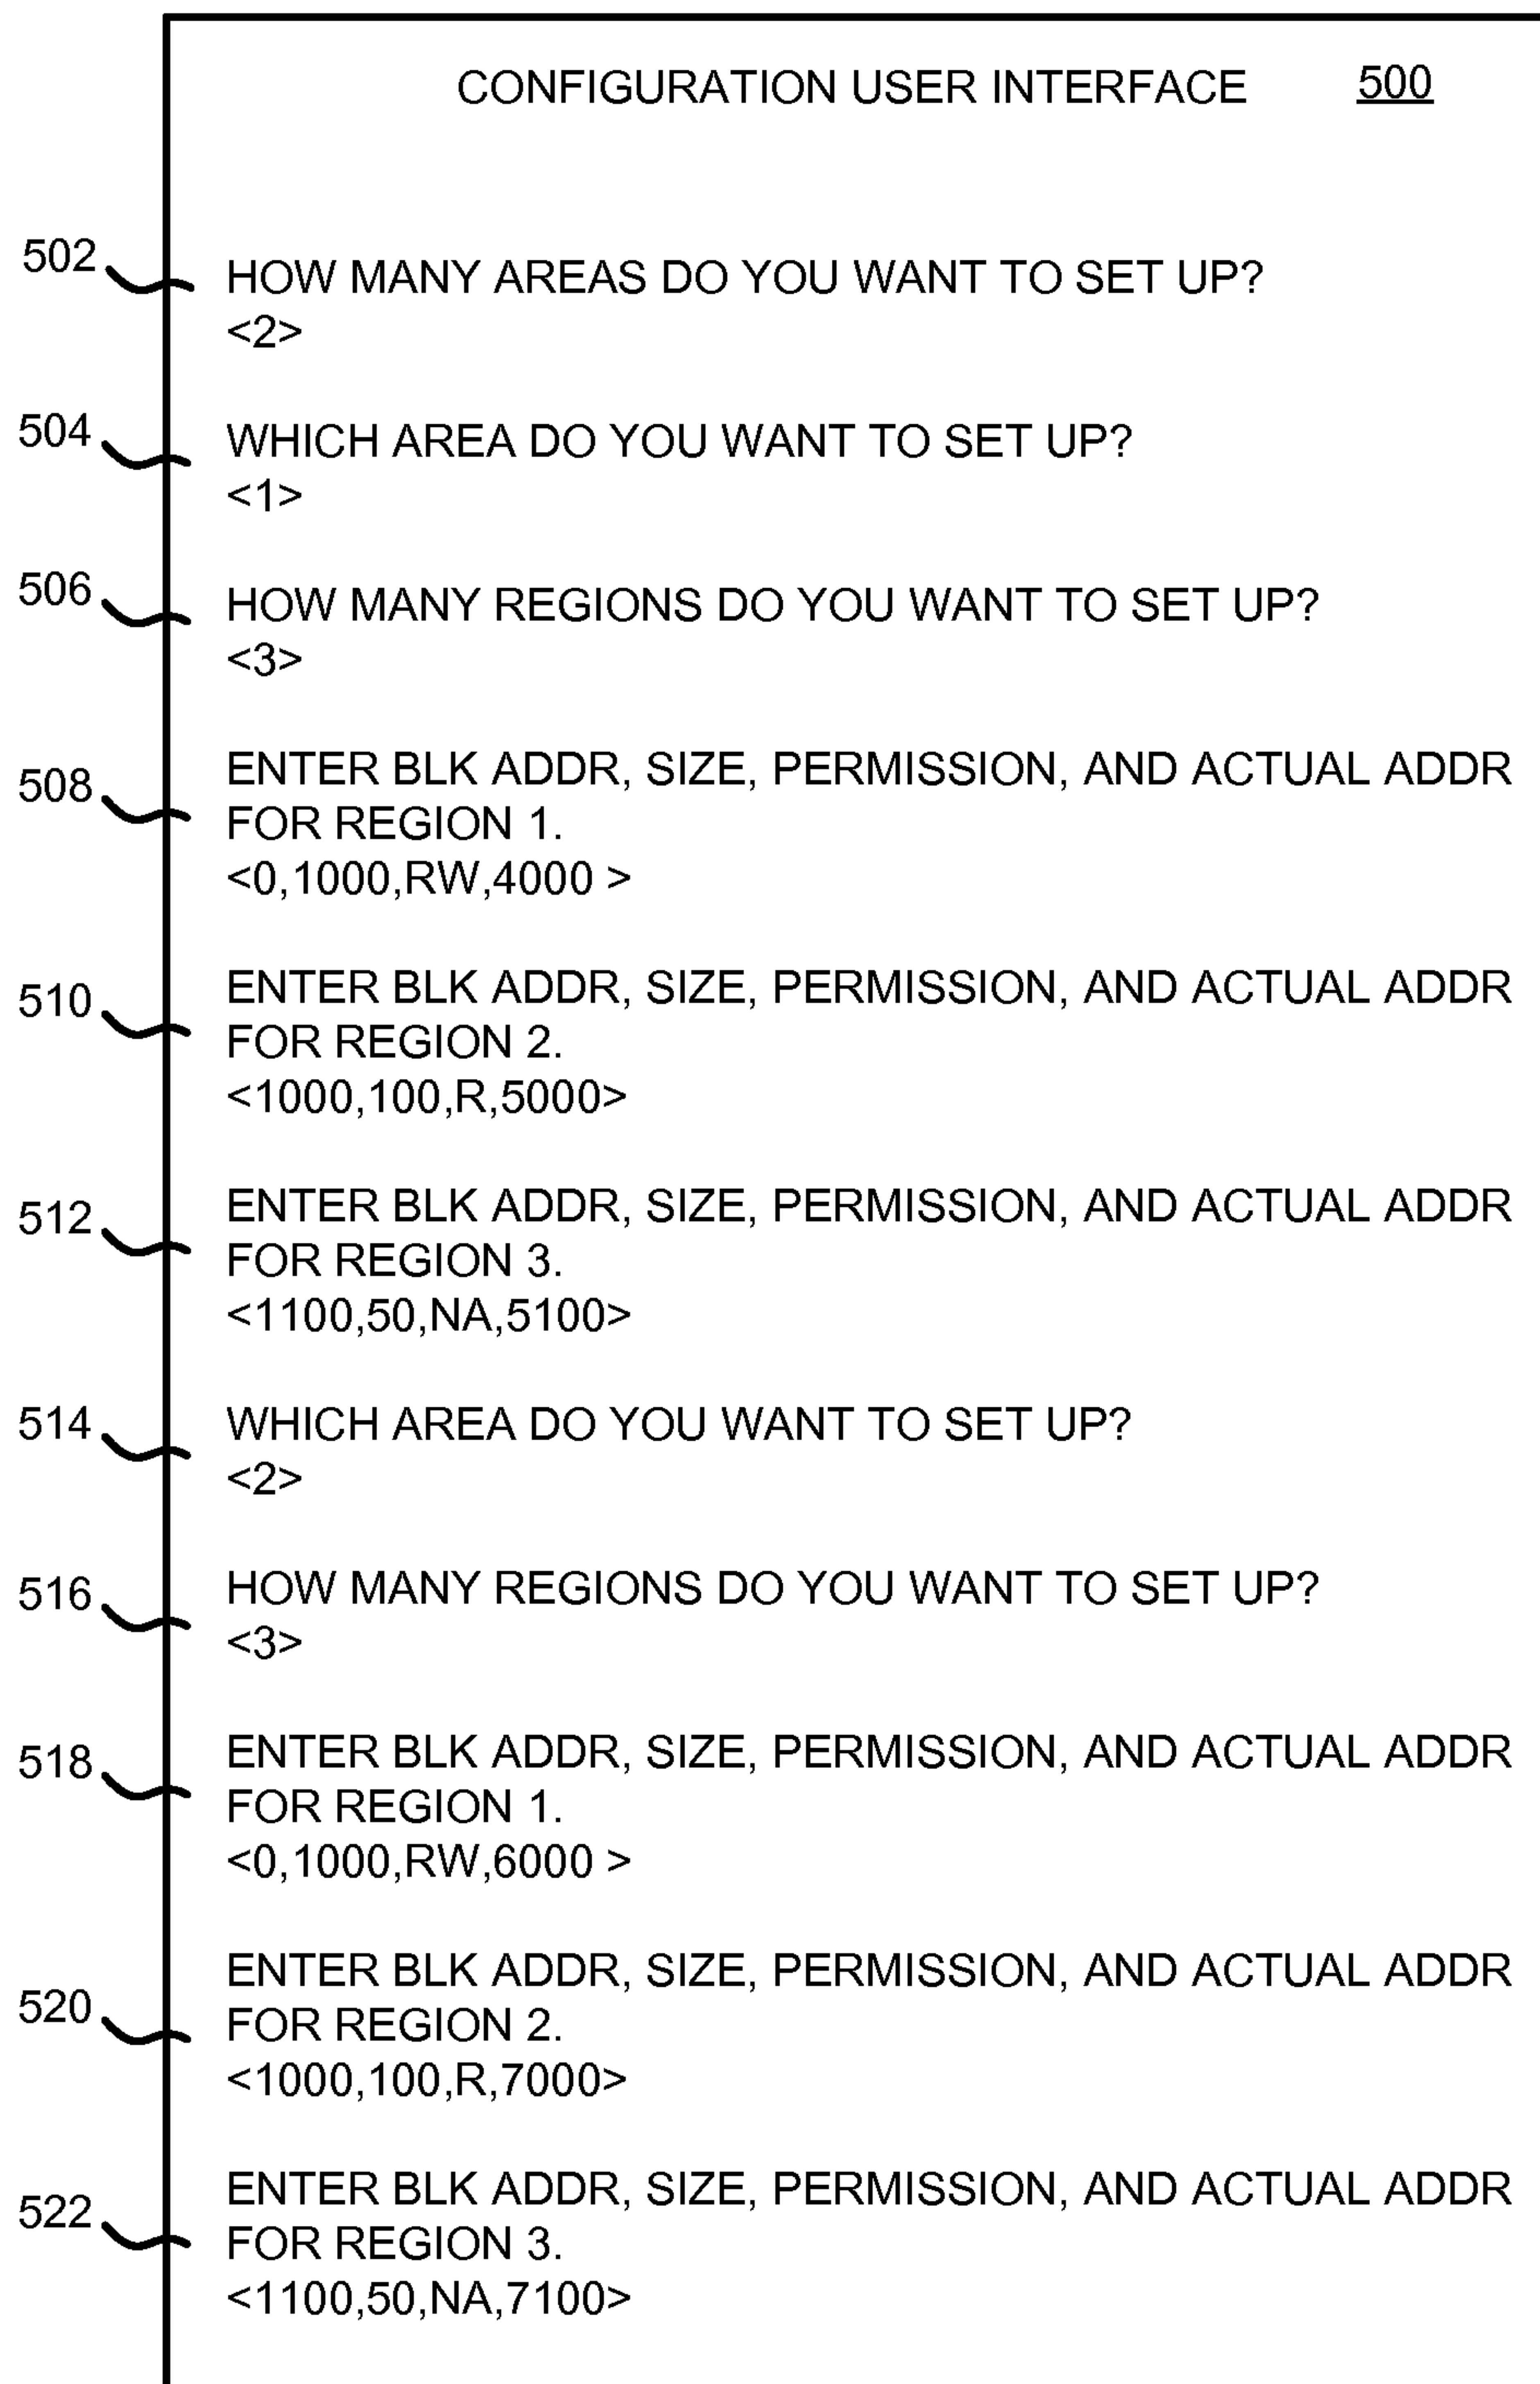 CONFIGURATION USER INTERFACE 500
502 HOW MANY AREAS DO YOU WANT TO SET UP?
<2>
504 WHICH AREA DO YOU WANT TO SET UP?
<1>
506 HOW MANY REGIONS DO YOU WANT TO SET UP?
<3>
508 ENTER BLK ADDR, SIZE, PERMISSION, AND ACTUAL ADDR
FOR REGION 1.
<0,1000,RW,4000 >
510 ENTER BLK ADDR, SIZE, PERMISSION, AND ACTUAL ADDR
FOR REGION 2.
<1000,100,R,5000>
512 ENTER BLK ADDR, SIZE, PERMISSION, AND ACTUAL ADDR
FOR REGION 3.
<1100,50,NA,5100>
514 WHICH AREA DO YOU WANT TO SET UP?
<2>
516 HOW MANY REGIONS DO YOU WANT TO SET UP?
<3>
518 ENTER BLK ADDR, SIZE, PERMISSION, AND ACTUAL ADDR
FOR REGION 1.
<0,1000,RW,6000 >
520 ENTER BLK ADDR, SIZE, PERMISSION, AND ACTUAL ADDR
FOR REGION 2.
<1000,100,R,7000>
522 ENTER BLK ADDR, SIZE, PERMISSION, AND ACTUAL ADDR
FOR REGION 3.
<1100,50,NA,7100>